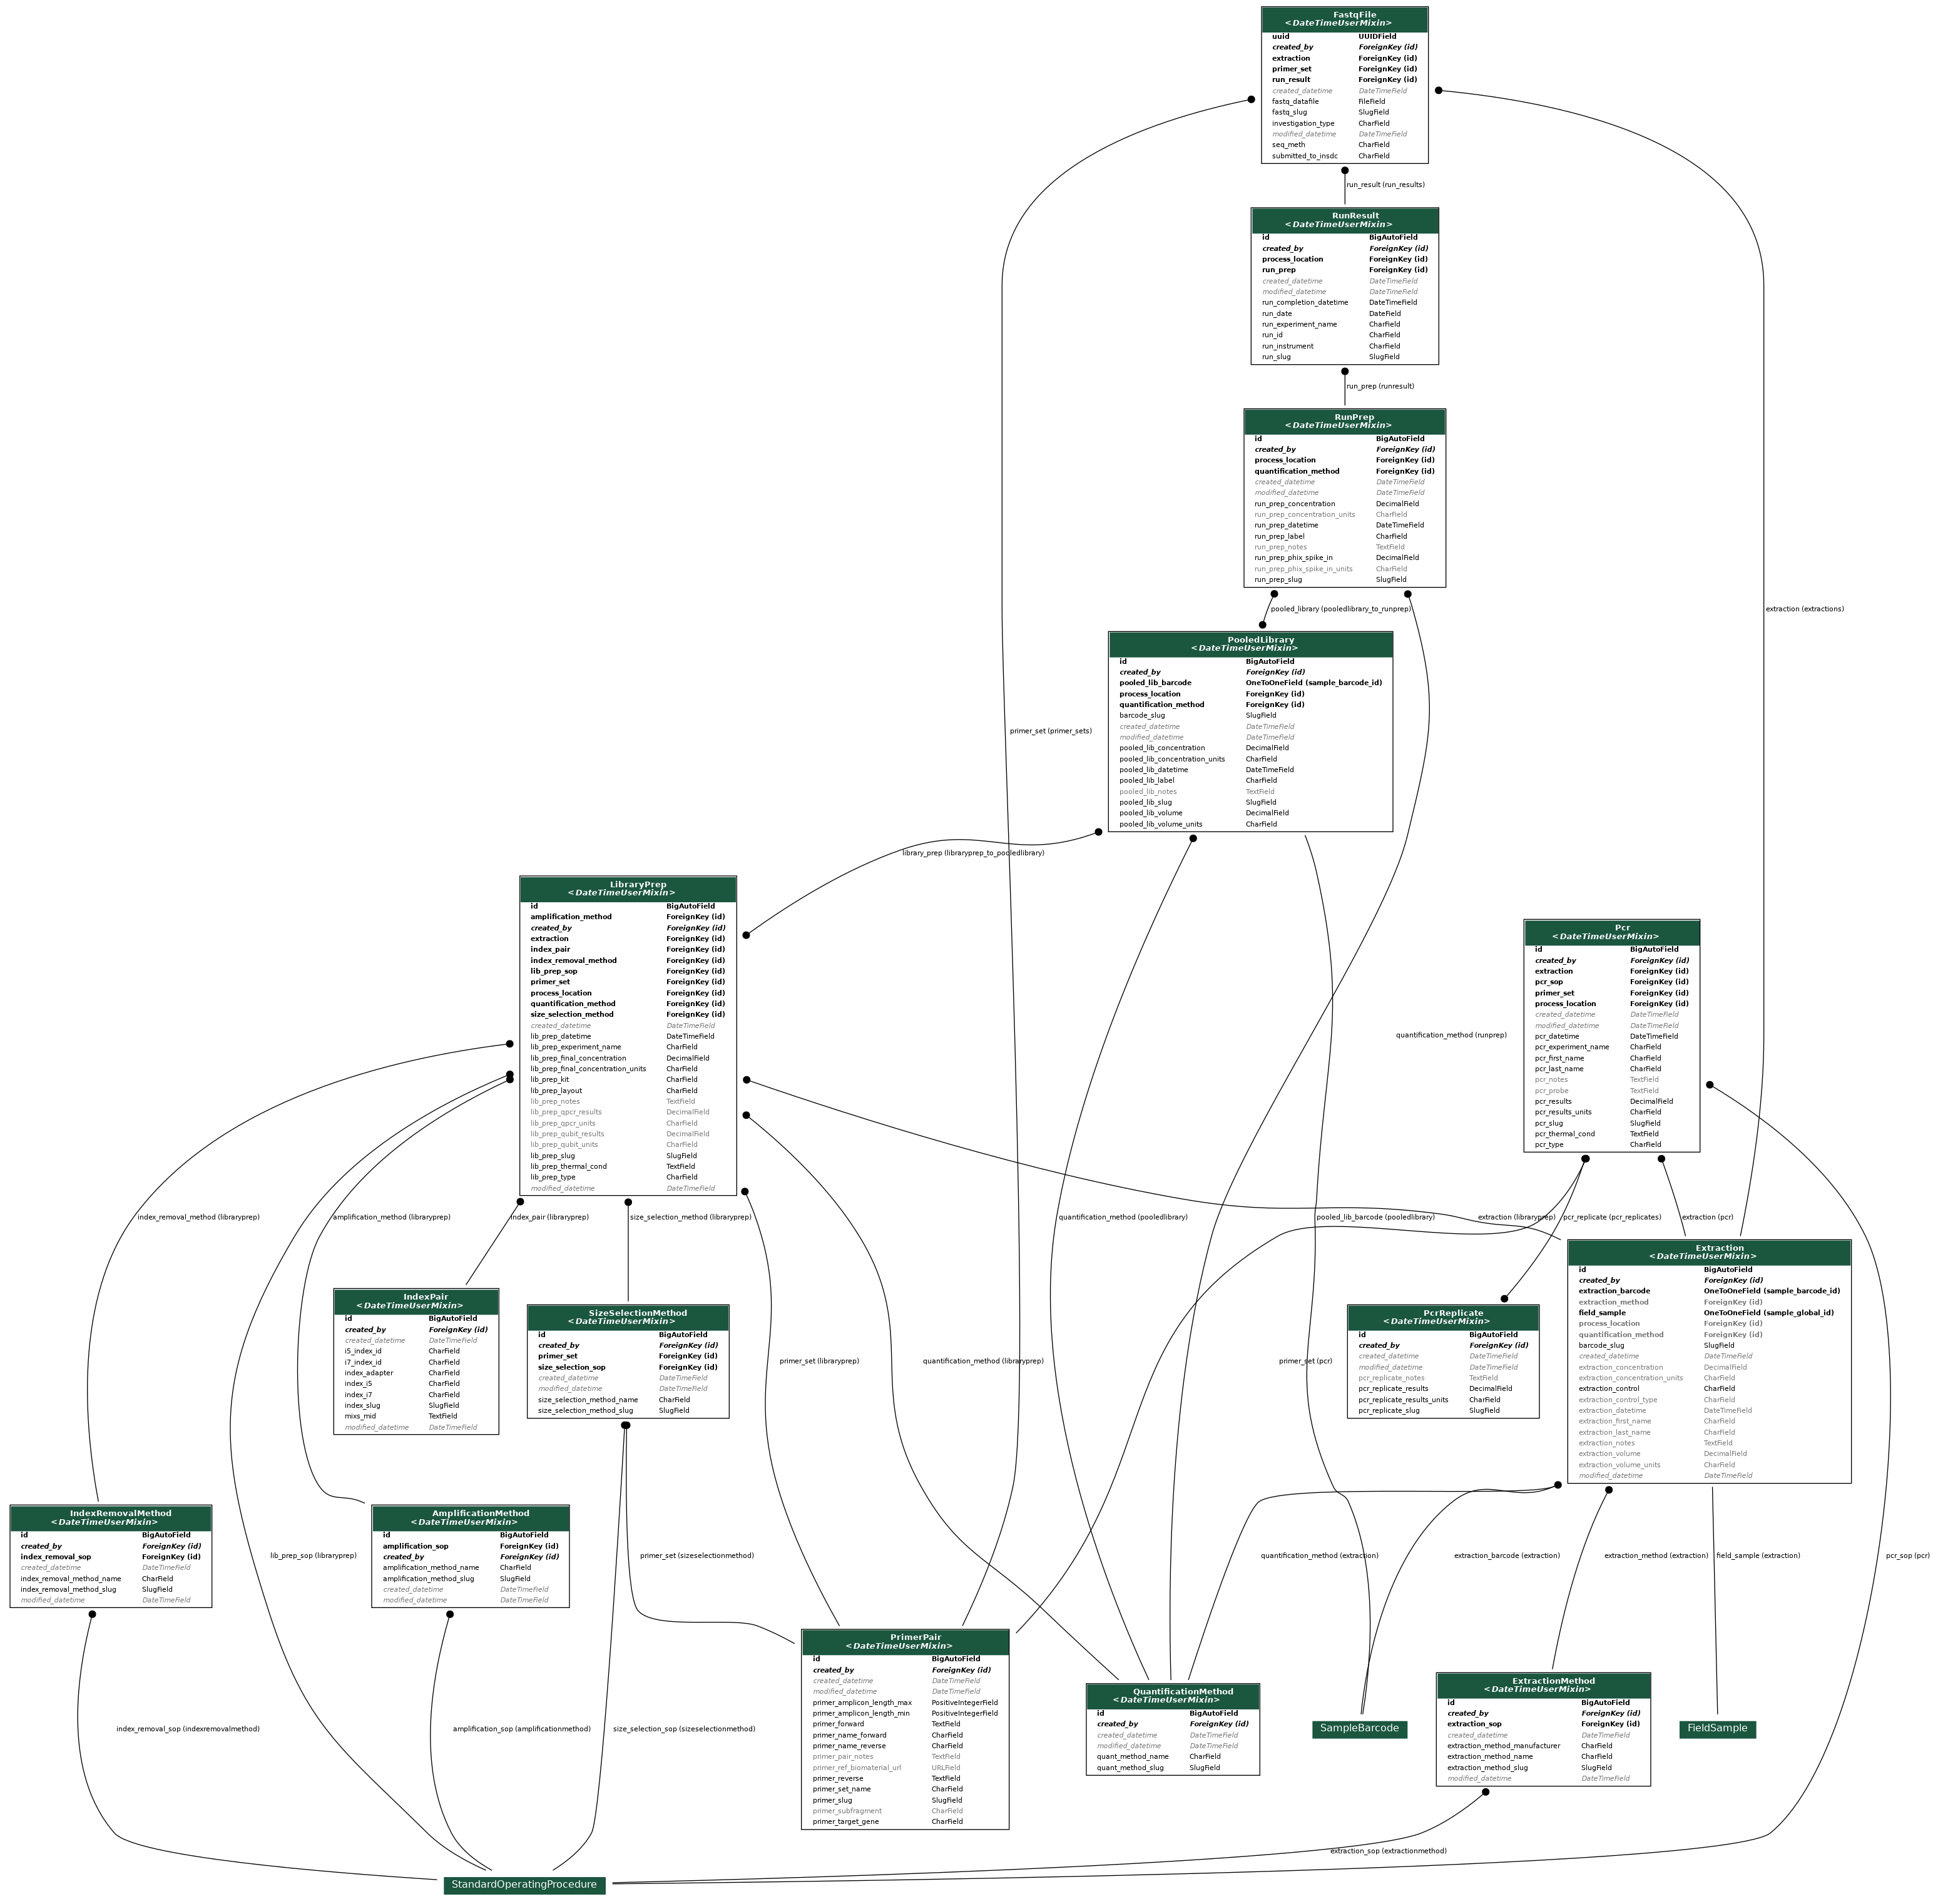 FastqFile
<DateTimeUserMixin>
uuid UUIDField
created_by ForeignKey (id)
extraction ForeignKey (id)
primer_set ForeignKey (id)
run_result ForeignKey (id)
created_datetime DateTimeField
fastq_datafile FileField
fastq_slug SlugField
investigation_type CharField
modified_datetime DateTimeField
seq_meth CharField
submitted_to_insdc CharField
run_result (run_results)
RunResult
<DateTimeUserMixin>
id BigAutoField
created_by ForeignKey (id)
process_location ForeignKey (id)
run_prep ForeignKey (id)
created_datetime DateTimeField
modified_datetime DateTimeField
run_completion_datetime DateTimeField
run_date DateField
run_experiment_name CharField
run_id CharField
run_instrument CharField
run_slug SlugField
run_prep (runresult)
RunPrep
<DateTimeUserMixin>
id BigAutoField
created_by ForeignKey (id)
process_location ForeignKey (id)
quantification_method ForeignKey (id)
created_datetime DateTimeField
modified_datetime DateTimeField
run_prep_concentration DecimalField
run_prep_concentration_units CharField
run_prep_datetime DateTimeField
run_prep_label CharField
run_prep_notes TextField
run_prep_phix_spike_in DecimalField
run_prep_phix_spike_in_units CharField
run_prep_slug SlugField
pooled_library (pooledlibrary_to_runprep)
extraction (extractions)
PooledLibrary
<DateTimeUserMixin>
id BigAutoField
created_by ForeignKey (id)
pooled_lib_barcode OneToOneField (sample_barcode_id)
process_location ForeignKey (id)
quantification_method ForeignKey (id)
barcode_slug SlugField
created_datetime DateTimeField
modified_datetime DateTimeField
pooled_lib_concentration DecimalField
pooled_lib_concentration_units CharField
pooled_lib_datetime DateTimeField
pooled_lib_label CharField
pooled_lib_notes TextField
pooled_lib_slug SlugField
pooled_lib_volume DecimalField
pooled_lib_volume_units CharField
primer_set (primer_sets)
library_prep (libraryprep_to_pooledlibrary)
LibraryPrep
<DateTimeUserMixin>
id BigAutoField
amplification_method ForeignKey (id)
created_by ForeignKey (id)
extraction ForeignKey (id)
index_pair ForeignKey (id)
index_removal_method ForeignKey (id)
lib_prep_sop ForeignKey (id)
primer_set ForeignKey (id)
process_location ForeignKey (id)
quantification_method ForeignKey (id)
size_selection_method ForeignKey (id)
created_datetime DateTimeField
lib_prep_datetime DateTimeField
lib_prep_experiment_name CharField
lib_prep_final_concentration DecimalField
lib_prep_final_concentration_units CharField
lib_prep_kit CharField
lib_prep_layout CharField
lib_prep_notes TextField
lib_prep_qpcr_results DecimalField
lib_prep_qpcr_units CharField
lib_prep_qubit_results DecimalField
lib_prep_qubit_units CharField
lib_prep_slug SlugField
lib_prep_thermal_cond TextField
lib_prep_type CharField
modified_datetime DateTimeField
quantification_method (runprep)
Pcr
<DateTimeUserMixin>
id BigAutoField
created_by ForeignKey (id)
extraction ForeignKey (id)
pcr_sop ForeignKey (id)
primer_set ForeignKey (id)
process_location ForeignKey (id)
created_datetime DateTimeField
modified_datetime DateTimeField
pcr_datetime DateTimeField
pcr_experiment_name CharField
pcr_first_name CharField
pcr_last_name CharField
pcr_notes TextField
pcr_probe TextField
pcr_results DecimalField
pcr_results_units CharField
pcr_slug SlugField
pcr_thermal_cond TextField
pcr_type CharField
index_removal_method (libraryprep)
amplification_method (libraryprep)
index_pair (libraryprep)
size_selection_method (libraryprep)
quantification_method (pooledlibrary)
pooled_lib_barcode (pooledlibrary)
extraction (libraryprep)
pcr_replicate (pcr_replicates)
extraction (pcr)
IndexPair
<DateTimeUserMixin>
id BigAutoField
created_by ForeignKey (id)
created_datetime DateTimeField
i5_index_id CharField
i7_index_id CharField
index_adapter CharField
index_i5 CharField
index_i7 CharField
index_slug SlugField
mixs_mid TextField
modified_datetime DateTimeField
SizeSelectionMethod
<DateTimeUserMixin>
id BigAutoField
created_by ForeignKey (id)
primer_set ForeignKey (id)
size_selection_sop ForeignKey (id)
created_datetime DateTimeField
modified_datetime DateTimeField
size_selection_method_name CharField
size_selection_method_slug SlugField
primer_set (libraryprep)
quantification_method (libraryprep)
primer_set (pcr)
PcrReplicate
<DateTimeUserMixin>
id BigAutoField
created_by ForeignKey (id)
created_datetime DateTimeField
modified_datetime DateTimeField
pcr_replicate_notes TextField
pcr_replicate_results DecimalField
pcr_replicate_results_units CharField
pcr_replicate_slug SlugField
Extraction
<DateTimeUserMixin>
id BigAutoField
created_by ForeignKey (id)
extraction_barcode OneToOneField (sample_barcode_id)
extraction_method ForeignKey (id)
field_sample OneToOneField (sample_global_id)
process_location ForeignKey (id)
quantification_method ForeignKey (id)
barcode_slug SlugField
created_datetime DateTimeField
extraction_concentration DecimalField
extraction_concentration_units CharField
extraction_control CharField
extraction_control_type CharField
extraction_datetime DateTimeField
extraction_first_name CharField
extraction_last_name CharField
extraction_notes TextField
extraction_volume DecimalField
extraction_volume_units CharField
modified_datetime DateTimeField
IndexRemovalMethod
<DateTimeUserMixin>
id BigAutoField
created_by ForeignKey (id)
index_removal_sop ForeignKey (id)
created_datetime DateTimeField
index_removal_method_name CharField
index_removal_method_slug SlugField
modified_datetime DateTimeField
lib_prep_sop (libraryprep)
AmplificationMethod
<DateTimeUserMixin>
id BigAutoField
amplification_sop ForeignKey (id)
created_by ForeignKey (id)
amplification_method_name CharField
amplification_method_slug SlugField
created_datetime DateTimeField
modified_datetime DateTimeField
primer_set (sizeselectionmethod)
quantification_method (extraction)
extraction_barcode (extraction)
extraction_method (extraction)
field_sample (extraction)
pcr_sop (pcr)
PrimerPair
<DateTimeUserMixin>
id BigAutoField
created_by ForeignKey (id)
created_datetime DateTimeField
modified_datetime DateTimeField
primer_amplicon_length_max PositiveIntegerField
primer_amplicon_length_min PositiveIntegerField
primer_forward TextField
primer_name_forward CharField
primer_name_reverse CharField
primer_pair_notes TextField
primer_ref_biomaterial_url URLField
primer_reverse TextField
primer_set_name CharField
primer_slug SlugField
primer_subfragment CharField
primer_target_gene CharField
QuantificationMethod
<DateTimeUserMixin>
id BigAutoField
created_by ForeignKey (id)
created_datetime DateTimeField
modified_datetime DateTimeField
quant_method_name CharField
quant_method_slug SlugField
SampleBarcode
ExtractionMethod
<DateTimeUserMixin>
id BigAutoField
created_by ForeignKey (id)
extraction_sop ForeignKey (id)
created_datetime DateTimeField
extraction_method_manufacturer CharField
extraction_method_name CharField
extraction_method_slug SlugField
modified_datetime DateTimeField
FieldSample
index_removal_sop (indexremovalmethod)
amplification_sop (amplificationmethod)
size_selection_sop (sizeselectionmethod)
extraction_sop (extractionmethod)
StandardOperatingProcedure